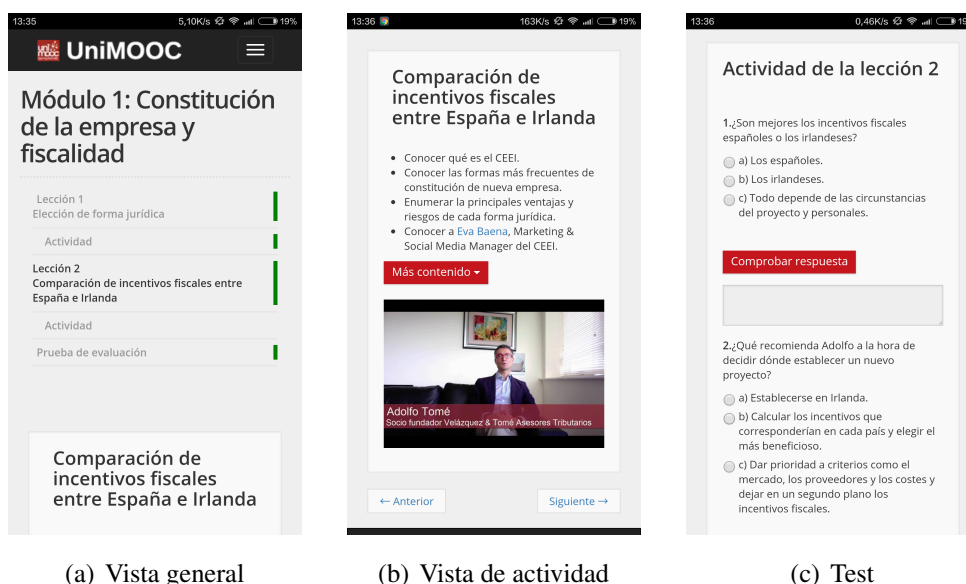 13:35
5,10K/s
19%
uni
mooc
UniMOOC
Módulo 1: Constitución
de la empresa y
fiscalidad
Lección 1
Elección de forma jurídica
Actividad
Lección 2
Comparación de incentivos fiscales entre
España e Irlanda
Actividad
Prueba de evaluación
Comparación de
incentivos fiscales
entre España e Irlanda
(a) Vista general
13:36
163K/s
19%
Comparación de
incentivos fiscales
entre España e Irlanda
• Conocer qué es el CEEI.
• Conocer las formas más frecuentes de
constitución de nueva empresa.
• Enumerar la principales ventajas y
riesgos de cada forma jurídica.
• Conocer a Eva Baena, Marketing &
Social Media Manager del CEEI.
Más contenido
Adolfo Tomé
Socio fundador Velázquez & Tomé Asesores Tributarios
← Anterior
Siguiente →
(b) Vista de actividad
13:36
0,46K/s
19
Actividad de la lección 2
1.¿Son mejores los incentivos fiscales
españoles o los irlandeses?
a) Los españoles.
b) Los irlandeses.
c) Todo depende de las circunstancias
del proyecto y personales.
Comprobar respuesta
2.¿Qué recomienda Adolfo a la hora de
decidir dónde establecer un nuevo
proyecto?
a) Establecerse en Irlanda.
b) Calcular los incentivos que
corresponderían en cada país y elegir el
más beneficioso.
c) Dar prioridad a criterios como el
mercado, los proveedores y los costes y
dejar en un segundo plano los
incentivos fiscales.
(c) Test